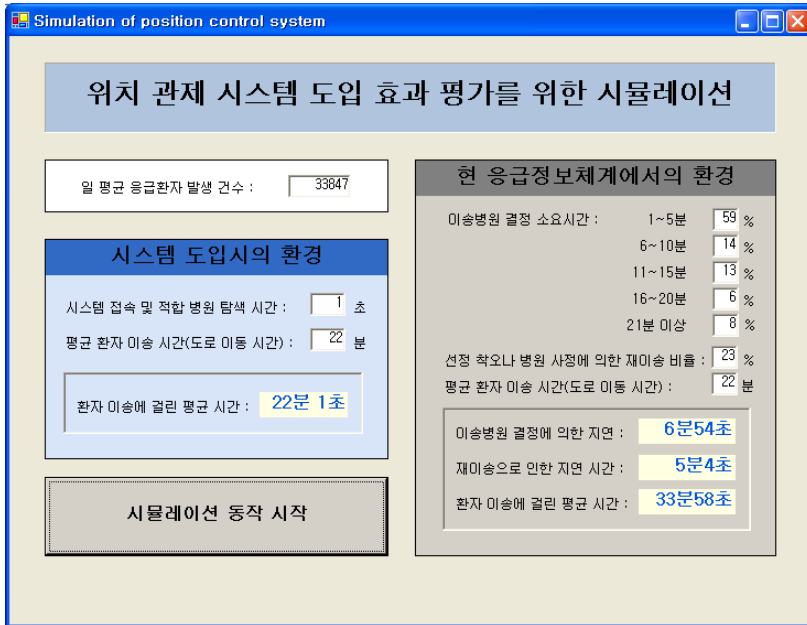 Simulation of position control system
위치 관제 시스템 도입 효과 평가를 위한 시뮬레이션
일 평균 응급환자 발생 건수 : 33847
시스템 도입시의 환경
시스템 접속 및 적합 병원 탐색 시간 : 1 초
평균 환자 이송 시간(도로 이동 시간) : 22 분
환자 이송에 걸린 평균 시간 : 22분 1초
시뮬레이션 동작 시작
현 응급정보체계에서의 환경
이송병원 결정 소요시간 : 1~5분 59 %
6~10분 14 %
11~15분 13 %
16~20분 6 %
21분 이상 8 %
선정 착오나 병원 사정에 의한 재이송 비율 : 23 %
평균 환자 이송 시간(도로 이동 시간) : 22 분
이송병원 결정에 의한 지연 : 6분54초
재이송으로 인한 지연 시간 : 5분4초
환자 이송에 걸린 평균 시간 : 33분58초